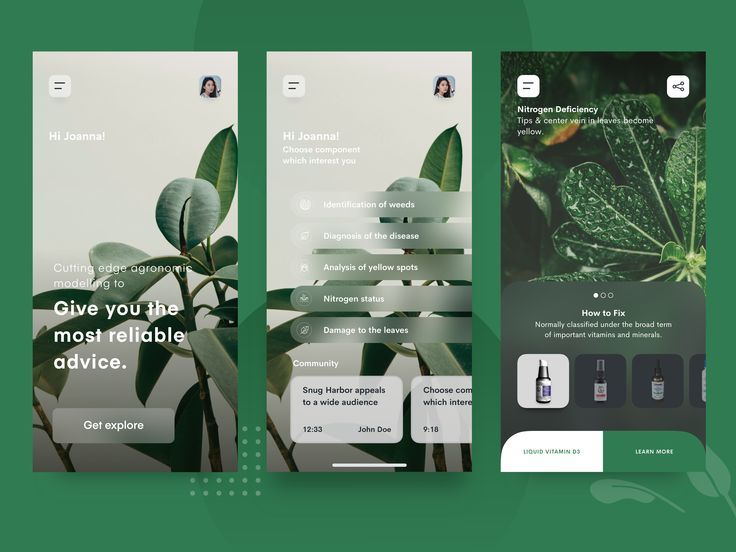 Hi Joanna!
Cutting edge agronomic
modelling to
Give you the
most reliable
advice.
Get explore
Hi Joanna!
Choose component
which interest you
Identification of weeds
Diagnosis of the disease
Analysis of yellow spots
Nitrogen status
Damage to the leaves
Community
Snug Harbor appeals
to a wide audience
12:33
John Doe
Choose com
which intere
9:18
Nitrogen Deficiency
Tips & center vein in leaves become
yellow.
How to Fix
Normally classified under the broad term
of important vitamins and minerals.
LIQUID VITAMIN D3
LEARN MORE